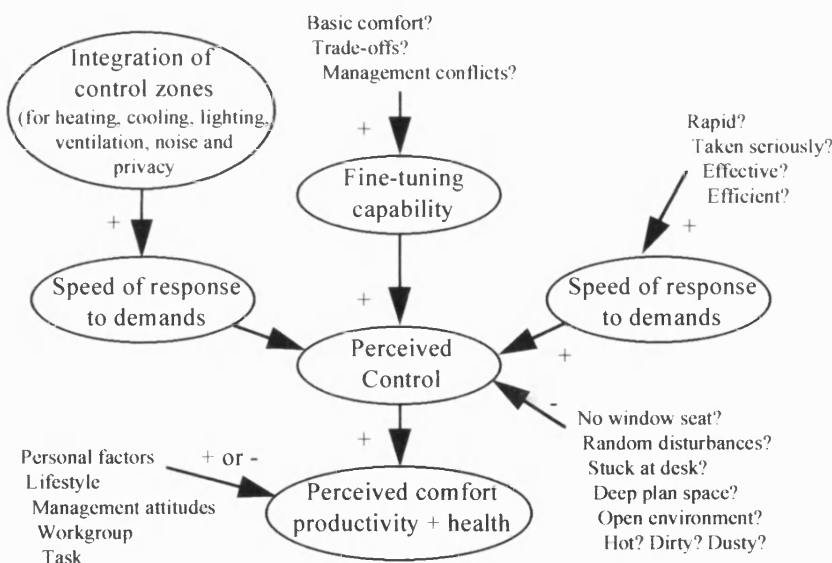 Basic comfort?
Trade-offs?
Management conflicts?
Integration of
control zones
(for heating, cooling, lighting,
ventilation, noise and
privacy
+
Fine-tuning
capability
Rapid?
Taken seriously?
Effective?
Efficient?
+
+
Speed of response
to demands
+
Speed of response
to demands
Perceived
Control
+
-
No window seat?
Random disturbances?
Stuck at desk?
Deep plan space?
Open environment?
Hot? Dirty? Dusty?
+
+ or -
Personal factors
Lifestyle
Management attitudes
Workgroup
Task
Perceived comfort
productivity + health